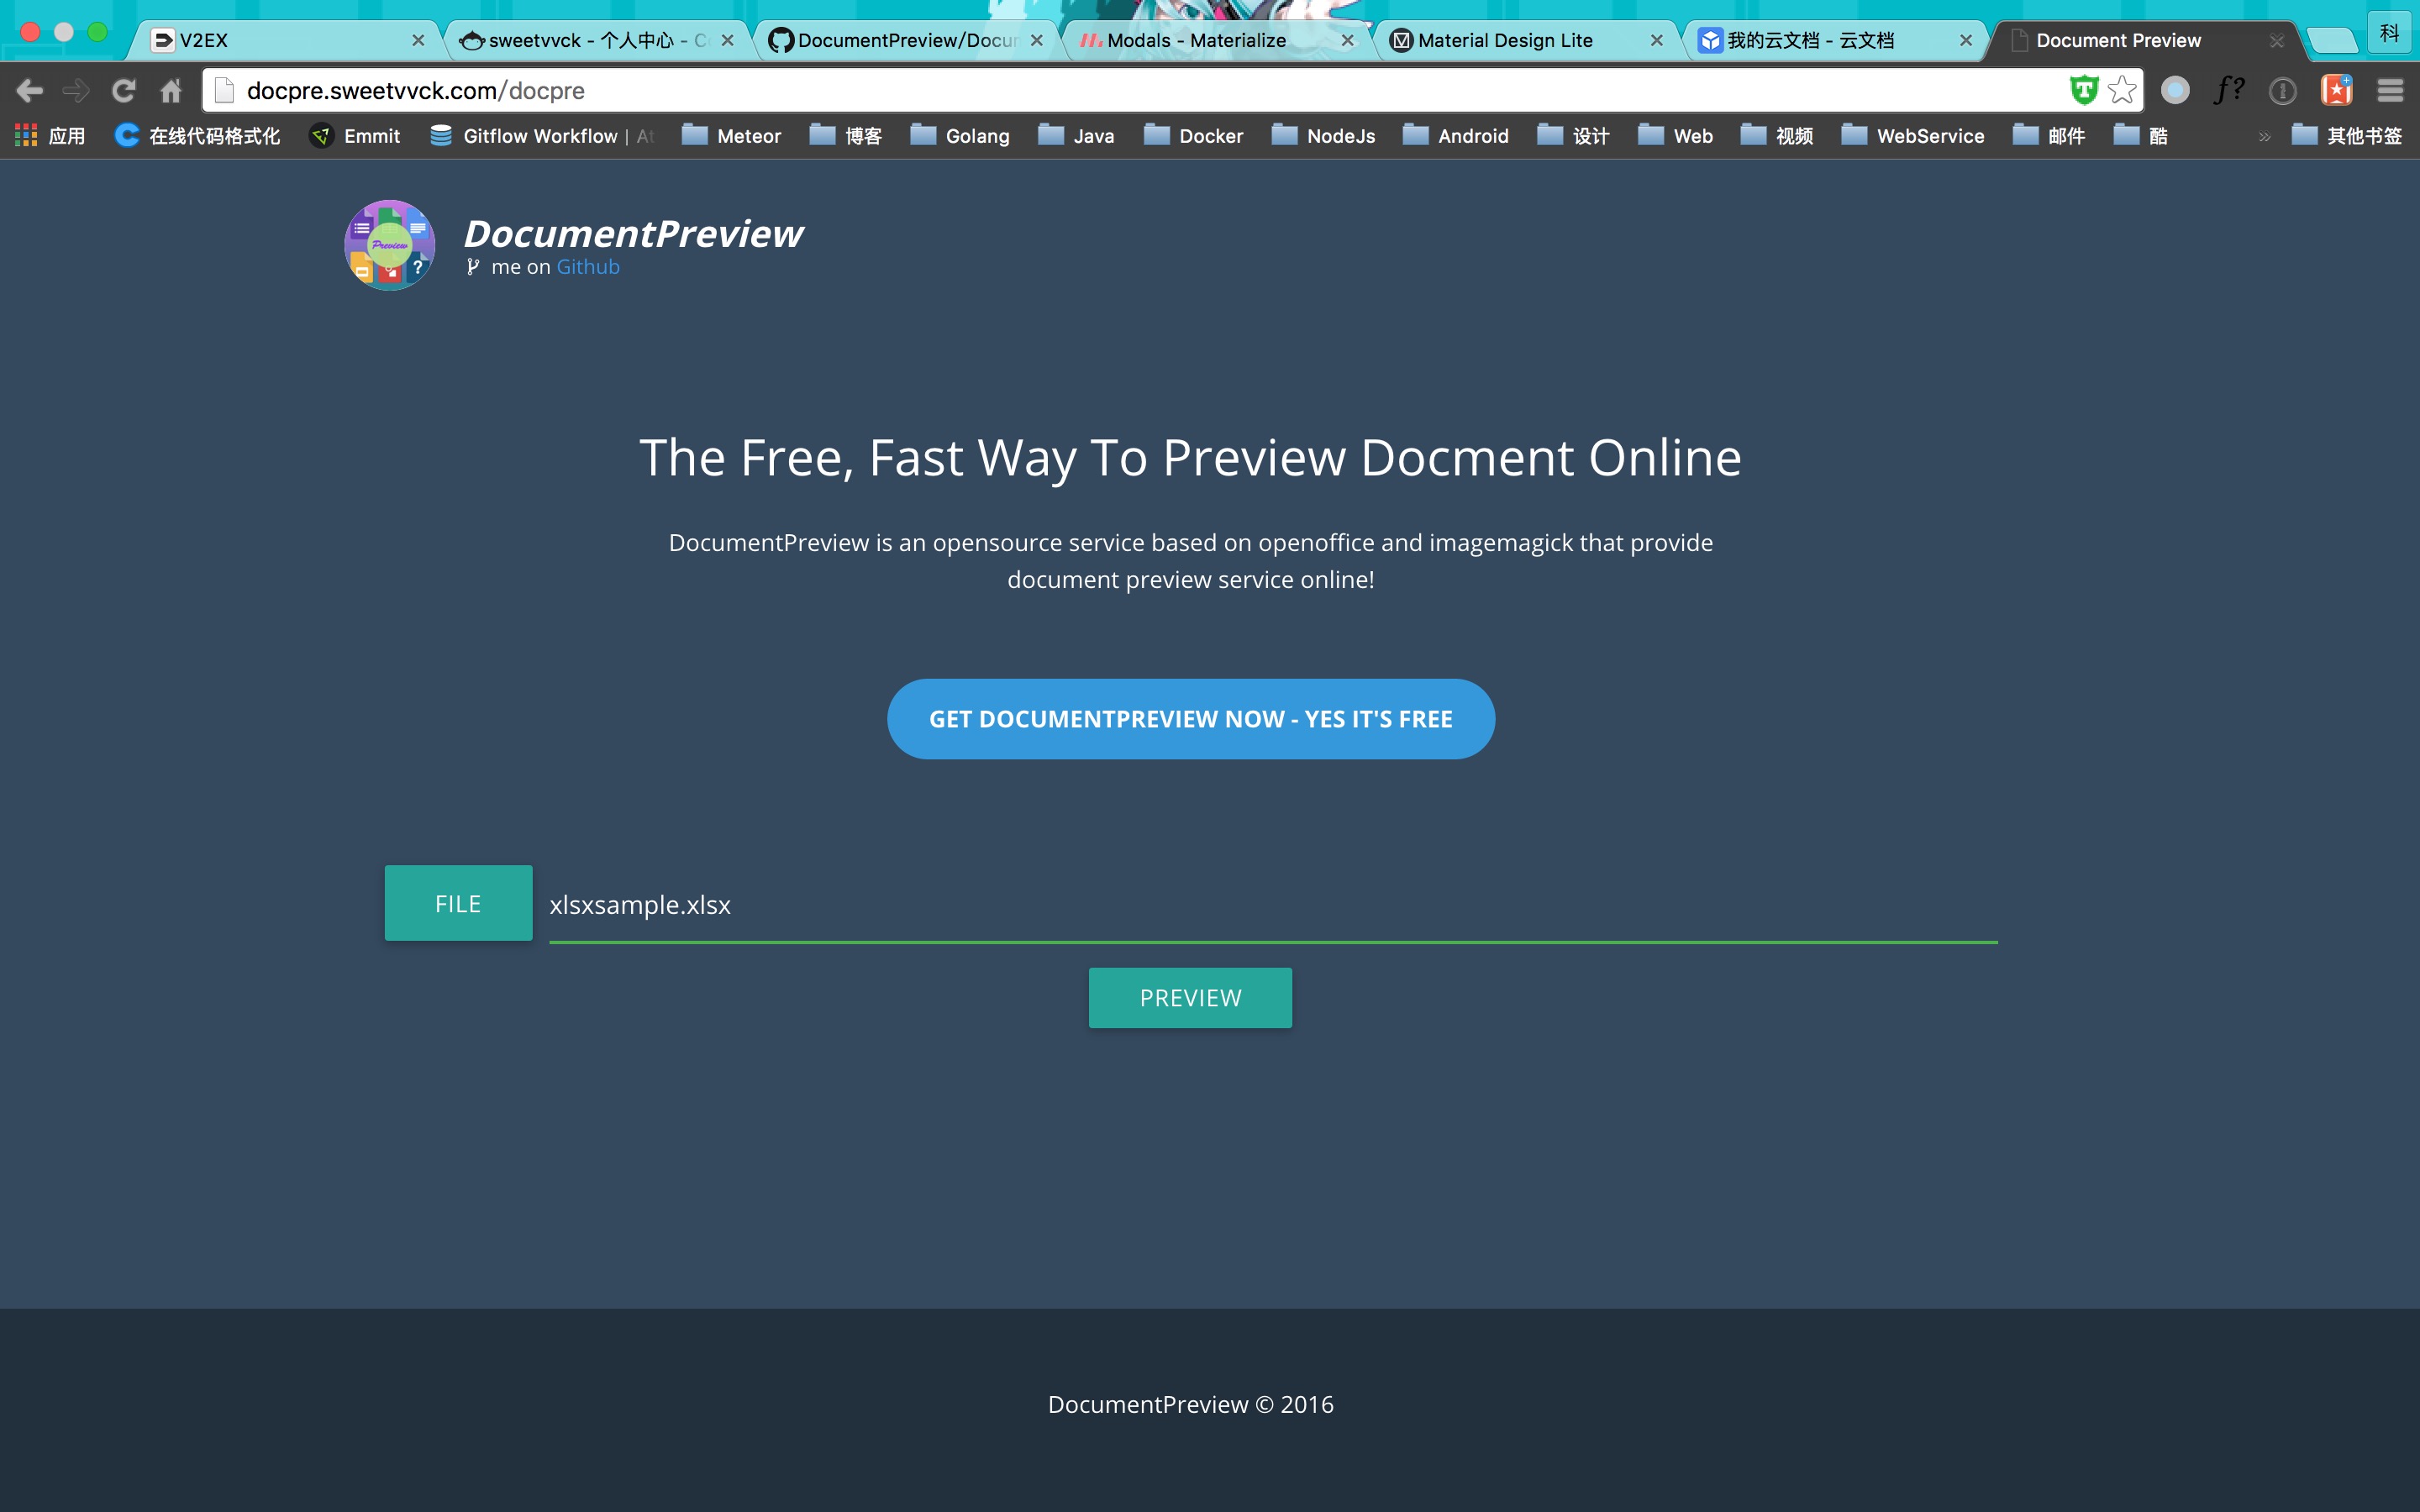 V2EX
sweetvvck - 个人中心 - C
DocumentPreview/Docur
Modals - Materialize
Material Design Lite
我的云文档 - 云文档
Document Preview
科
docpre.sweetvvck.com/docpre
应用
在线代码格式化
Emmit
Gitflow Workflow | At
Meteor
博客
Golang
Java
Docker
NodeJs
Android
设计
Web
视频
WebService
邮件
酷
»
其他书签
Preview
DocumentPreview
me on Github
The Free, Fast Way To Preview Docment Online
DocumentPreview is an opensource service based on openoffice and imagemagick that provide
document preview service online!
GET DOCUMENTPREVIEW NOW - YES IT'S FREE
FILE
xlsxsample.xlsx
PREVIEW
DocumentPreview © 2016